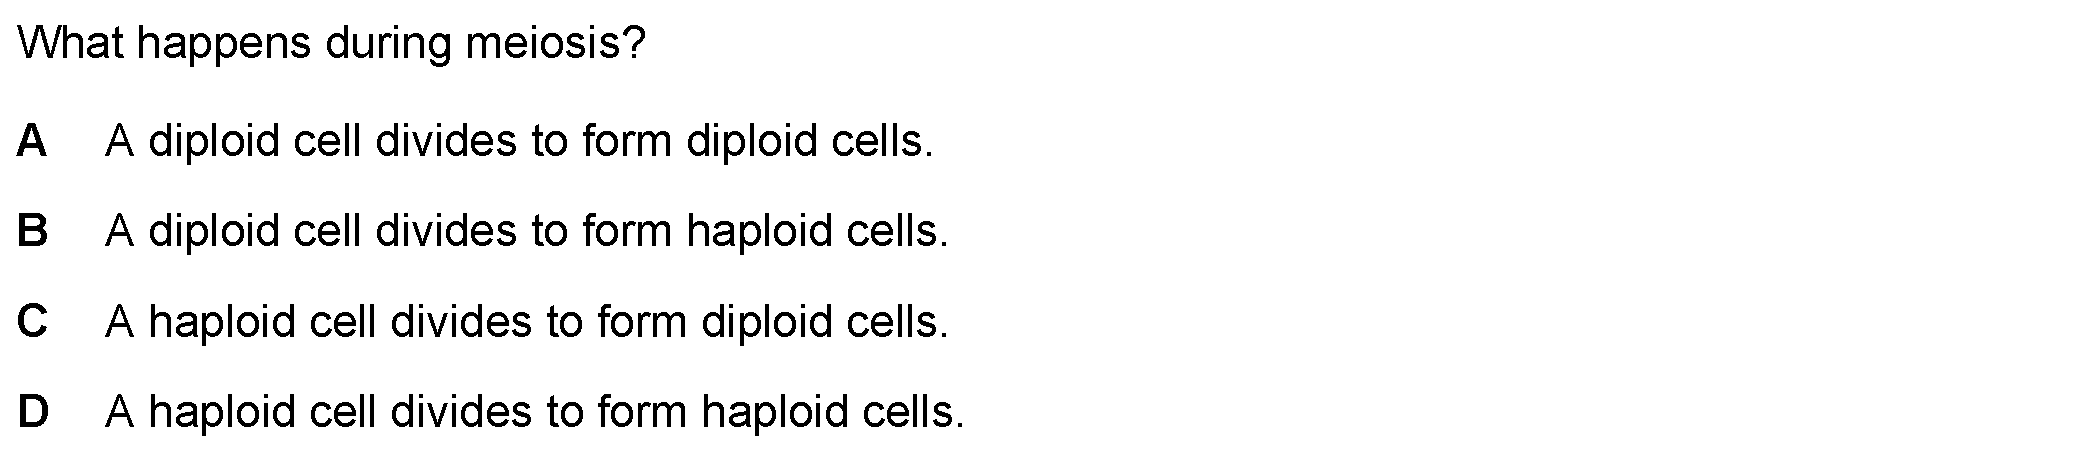 What happens during meiosis?
A A diploid cell divides to form diploid cells.
B A diploid cell divides to form haploid cells.
C A haploid cell divides to form diploid cells.
D A haploid cell divides to form haploid cells.